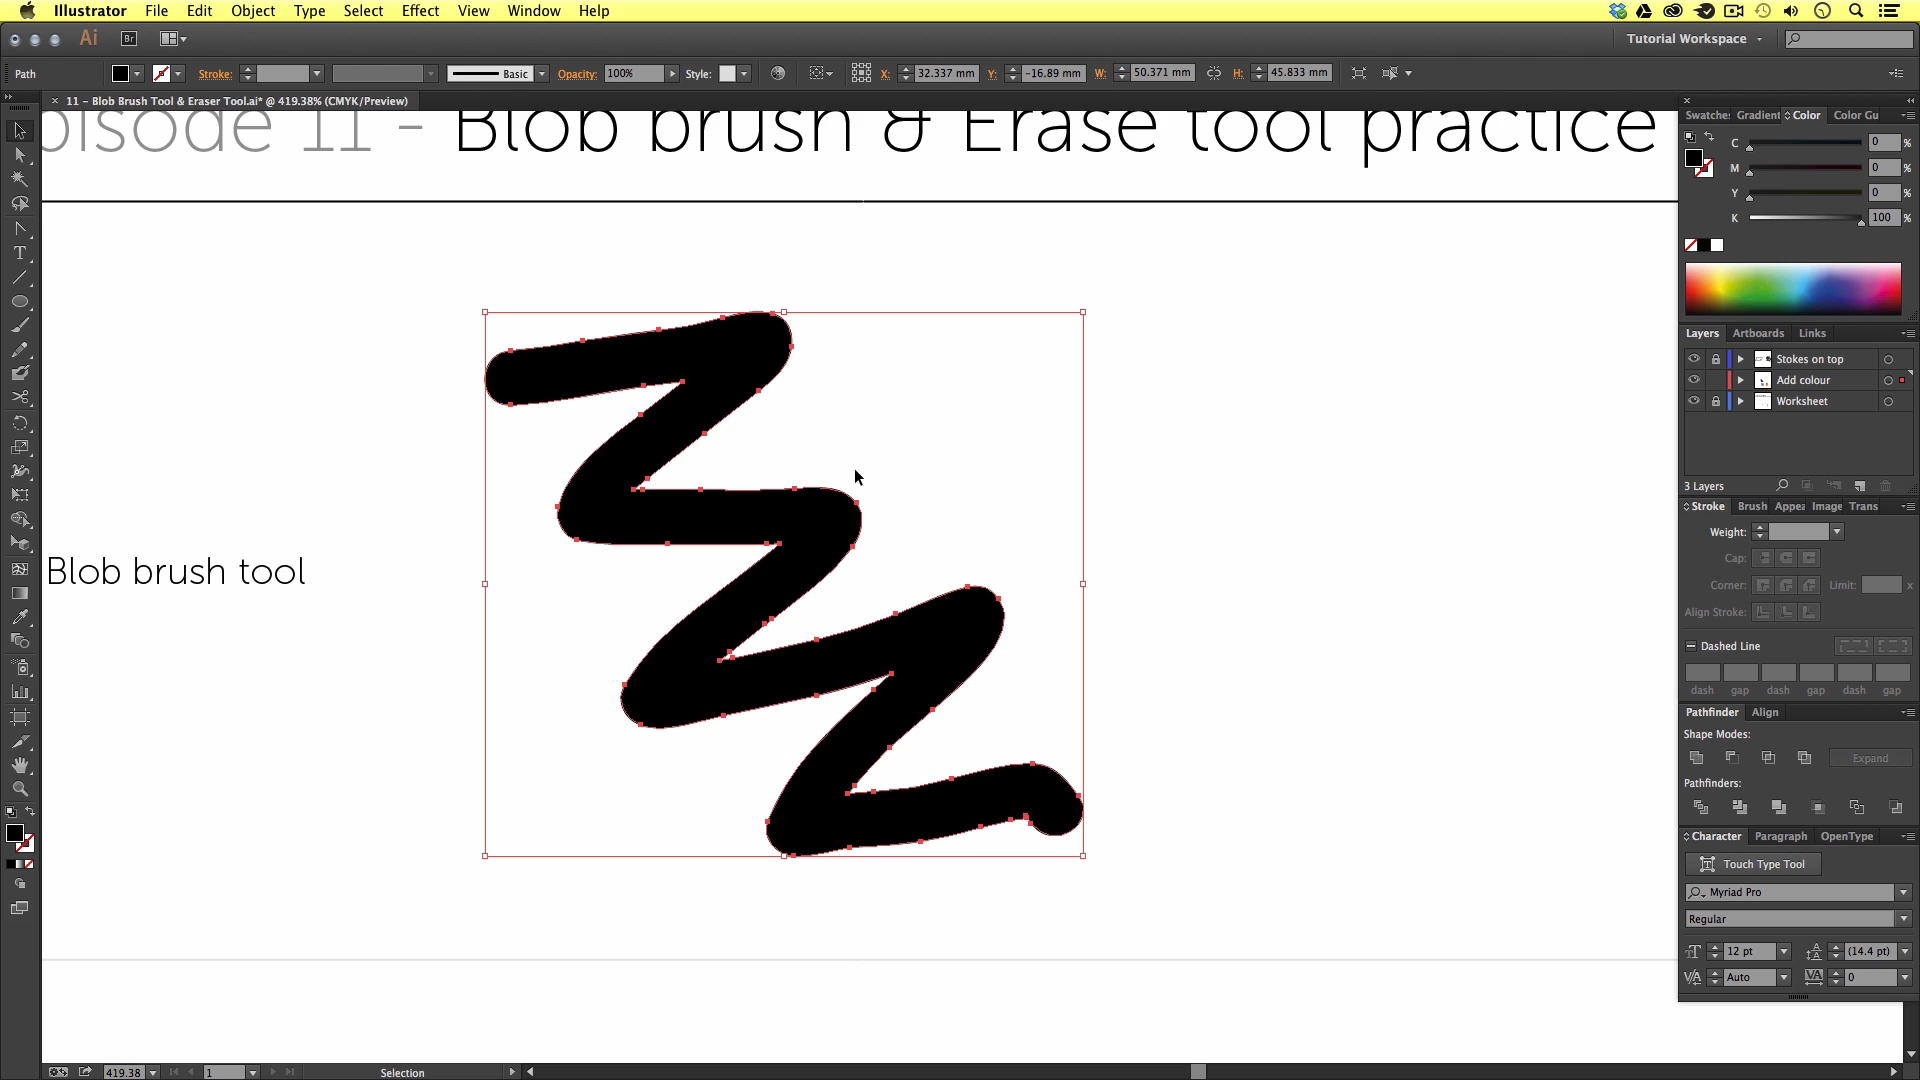 Illustrator File Edit Object Type Select Effect View Window Help
Ai Br Tutorial Workspace
Path Stroke: Basic Opacity: 100% Style: X: 32.337 mm Y: -16.89 mm W: 50.371 mm H: 45.833 mm
× 11 - Blob Brush Tool & Eraser Tool.ai* @ 419.38% (CMYK/Preview)
pisode 11 - Blob brush & Erase tool practice
Swatche: Gradient Color Color Gu
C 0 %
M 0 %
Y 0 %
K 100 %
Layers Artboards Links
Stokes on top
Add colour
Worksheet
3 Layers
Stroke Brush Appea Image Trans
Weight:
Cap:
Corner: Limit: x
Align Stroke:
Blob brush tool
Dashed Line
dash gap dash gap dash gap
Pathfinder Align
Shape Modes:
Expand
Pathfinders:
Character Paragraph OpenType
Touch Type Tool
Myriad Pro
Regular
12 pt (14.4 pt)
Auto 0
419.38 1 Selection